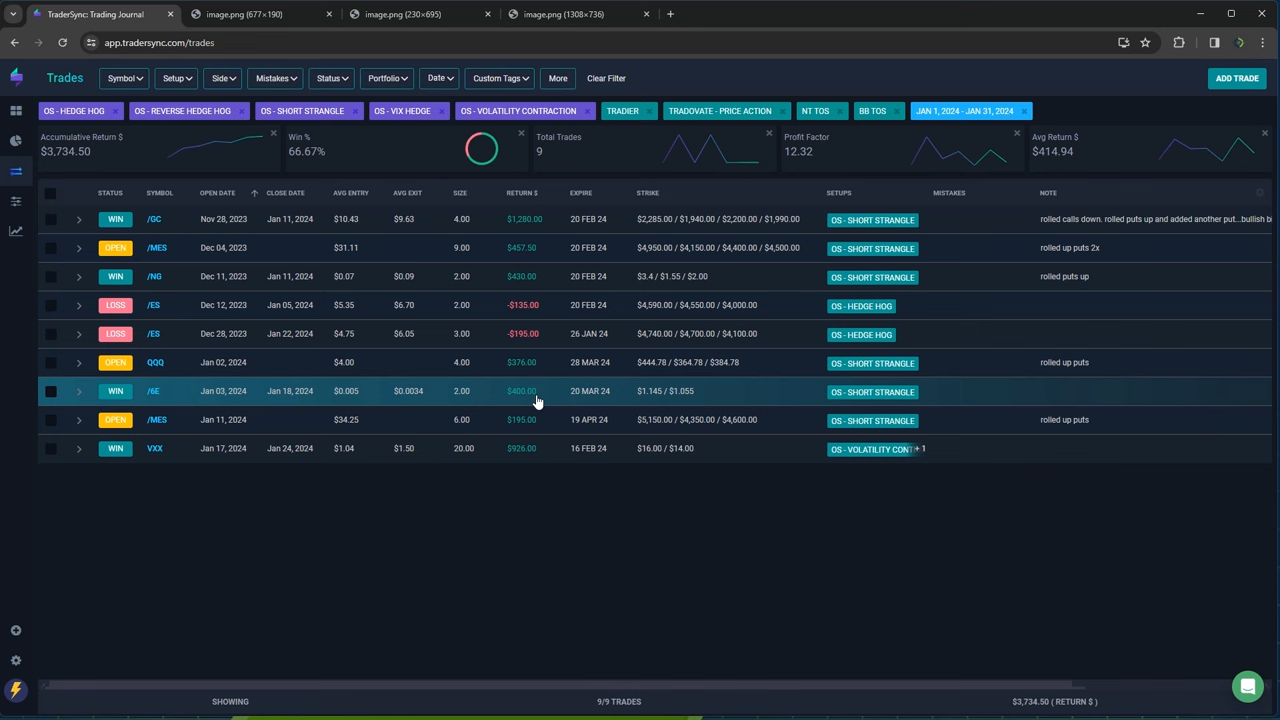 TraderSync: Trading Journal
image.png (677×190)
image.png (230×695)
image.png (1308×736)
app.tradersync.com/trades
Trades Symbol Setup Side Mistakes Status Portfolio Date Custom Tags More Clear Filter ADD TRADE
OS - HEDGE HOG OS - REVERSE HEDGE HOG OS - SHORT STRANGLE OS - VIX HEDGE OS - VOLATILITY CONTRACTION TRADIER TRADOVATE - PRICE ACTION NT TOS BB TOS JAN 1, 2024 - JAN 31, 2024
Accumulative Return $ Win % Total Trades Profit Factor Avg Return $
$3,734.50 66.67% 9 12.32 $414.94
STATUS SYMBOL OPEN DATE CLOSE DATE AVG ENTRY AVG EXIT SIZE RETURN $ EXPIRE STRIKE SETUPS MISTAKES NOTE
WIN /GC Nov 28, 2023 Jan 11, 2024 $10.43 $9.63 4.00 $1,280.00 20 FEB 24 $2,285.00 / $1,940.00 / $2,200.00 / $1,990.00 OS - SHORT STRANGLE rolled calls down. rolled puts up and added another put...bullish bi
OPEN /MES Dec 04, 2023 $31.11 9.00 $457.50 20 FEB 24 $4,950.00 / $4,150.00 / $4,400.00 / $4,500.00 OS - SHORT STRANGLE rolled up puts 2x
WIN /NG Dec 11, 2023 Jan 11, 2024 $0.07 $0.09 2.00 $430.00 20 FEB 24 $3.4 / $1.55 / $2.00 OS - SHORT STRANGLE rolled puts up
LOSS /ES Dec 12, 2023 Jan 05, 2024 $5.35 $6.70 2.00 -$135.00 20 FEB 24 $4,590.00 / $4,550.00 / $4,000.00 OS - HEDGE HOG
LOSS /ES Dec 28, 2023 Jan 22, 2024 $4.75 $6.05 3.00 -$195.00 26 JAN 24 $4,740.00 / $4,700.00 / $4,100.00 OS - HEDGE HOG
OPEN QQQ Jan 02, 2024 $4.00 4.00 $376.00 28 MAR 24 $444.78 / $364.78 / $384.78 OS - SHORT STRANGLE rolled up puts
WIN /6E Jan 03, 2024 Jan 18, 2024 $0.005 $0.0034 2.00 $400.00 20 MAR 24 $1.145 / $1.055 OS - SHORT STRANGLE
OPEN /MES Jan 11, 2024 $34.25 6.00 $195.00 19 APR 24 $5,150.00 / $4,350.00 / $4,600.00 OS - SHORT STRANGLE rolled up puts
WIN VXX Jan 17, 2024 Jan 24, 2024 $1.04 $1.50 20.00 $926.00 16 FEB 24 $16.00 / $14.00 OS - VOLATILITY CONT + 1
SHOWING 9/9 TRADES $3,734.50 ( RETURN $ )